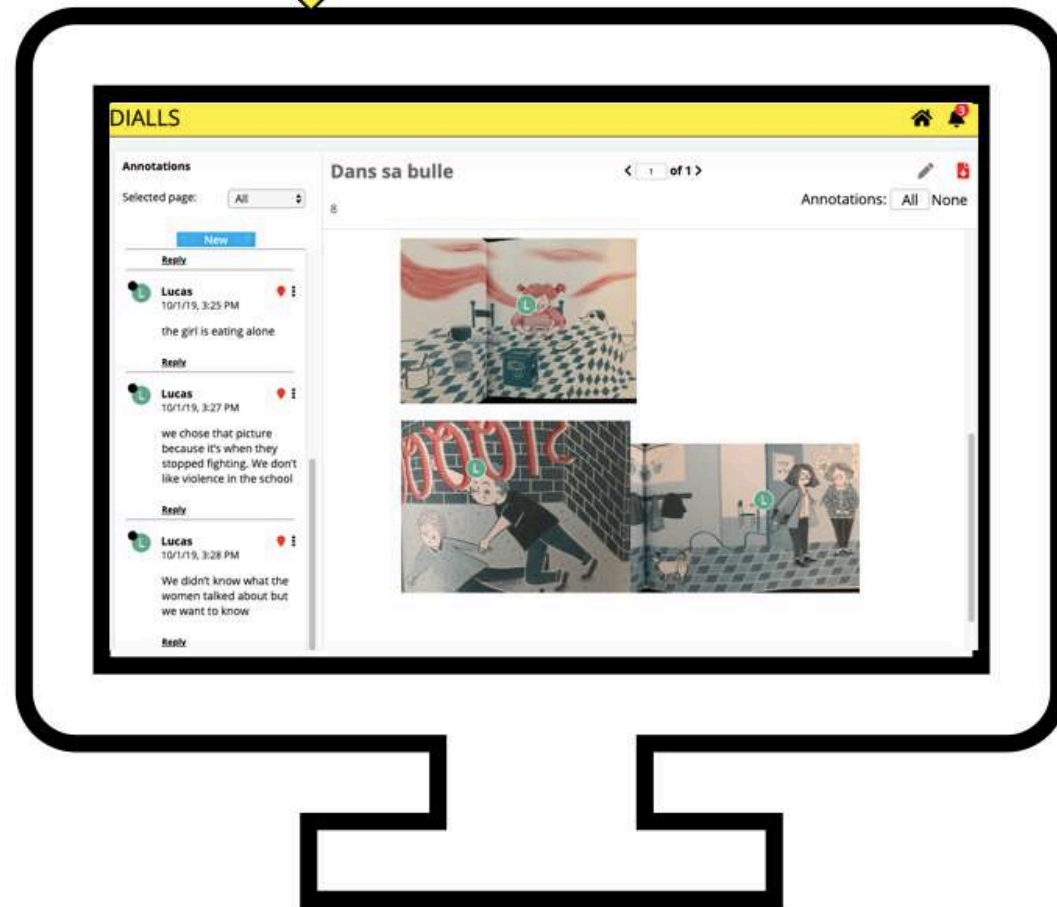 DIALLS
3
Annotations
Selected page: All
New
Reply
L Lucas
10/1/19, 3:25 PM
the girl is eating alone
Reply
L Lucas
10/1/19, 3:27 PM
we chose that picture
because it's when they
stopped fighting. We don't
like violence in the school
Reply
L Lucas
10/1/19, 3:28 PM
We didn't know what the
women talked about but
we want to know
Reply
Dans sa bulle
1 of 1
Annotations: All None
8
L
L
L